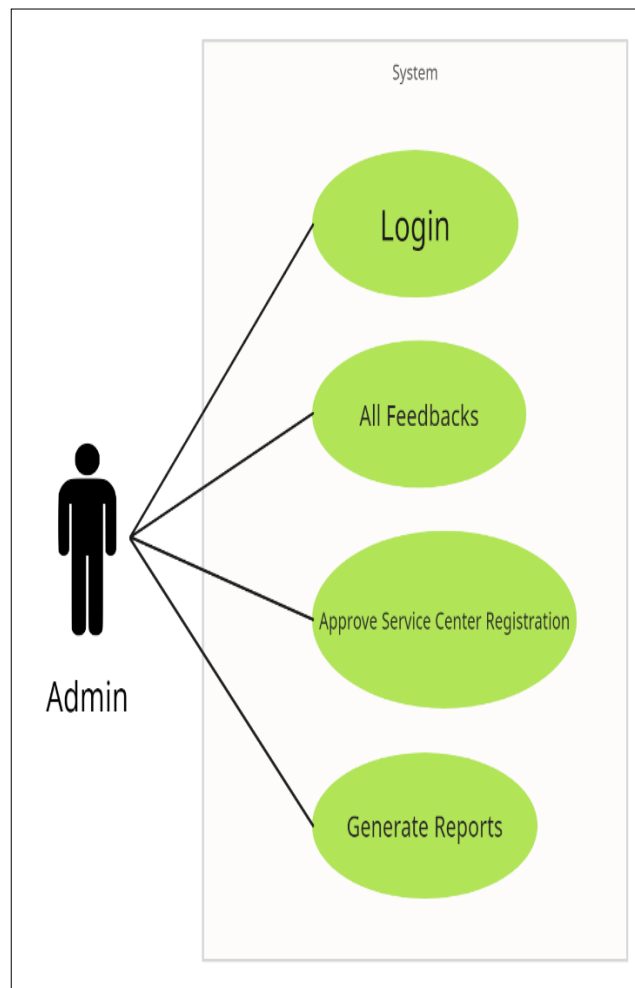 System
Login
All Feedbacks
Approve Service Center Registration
Admin
Generate Reports